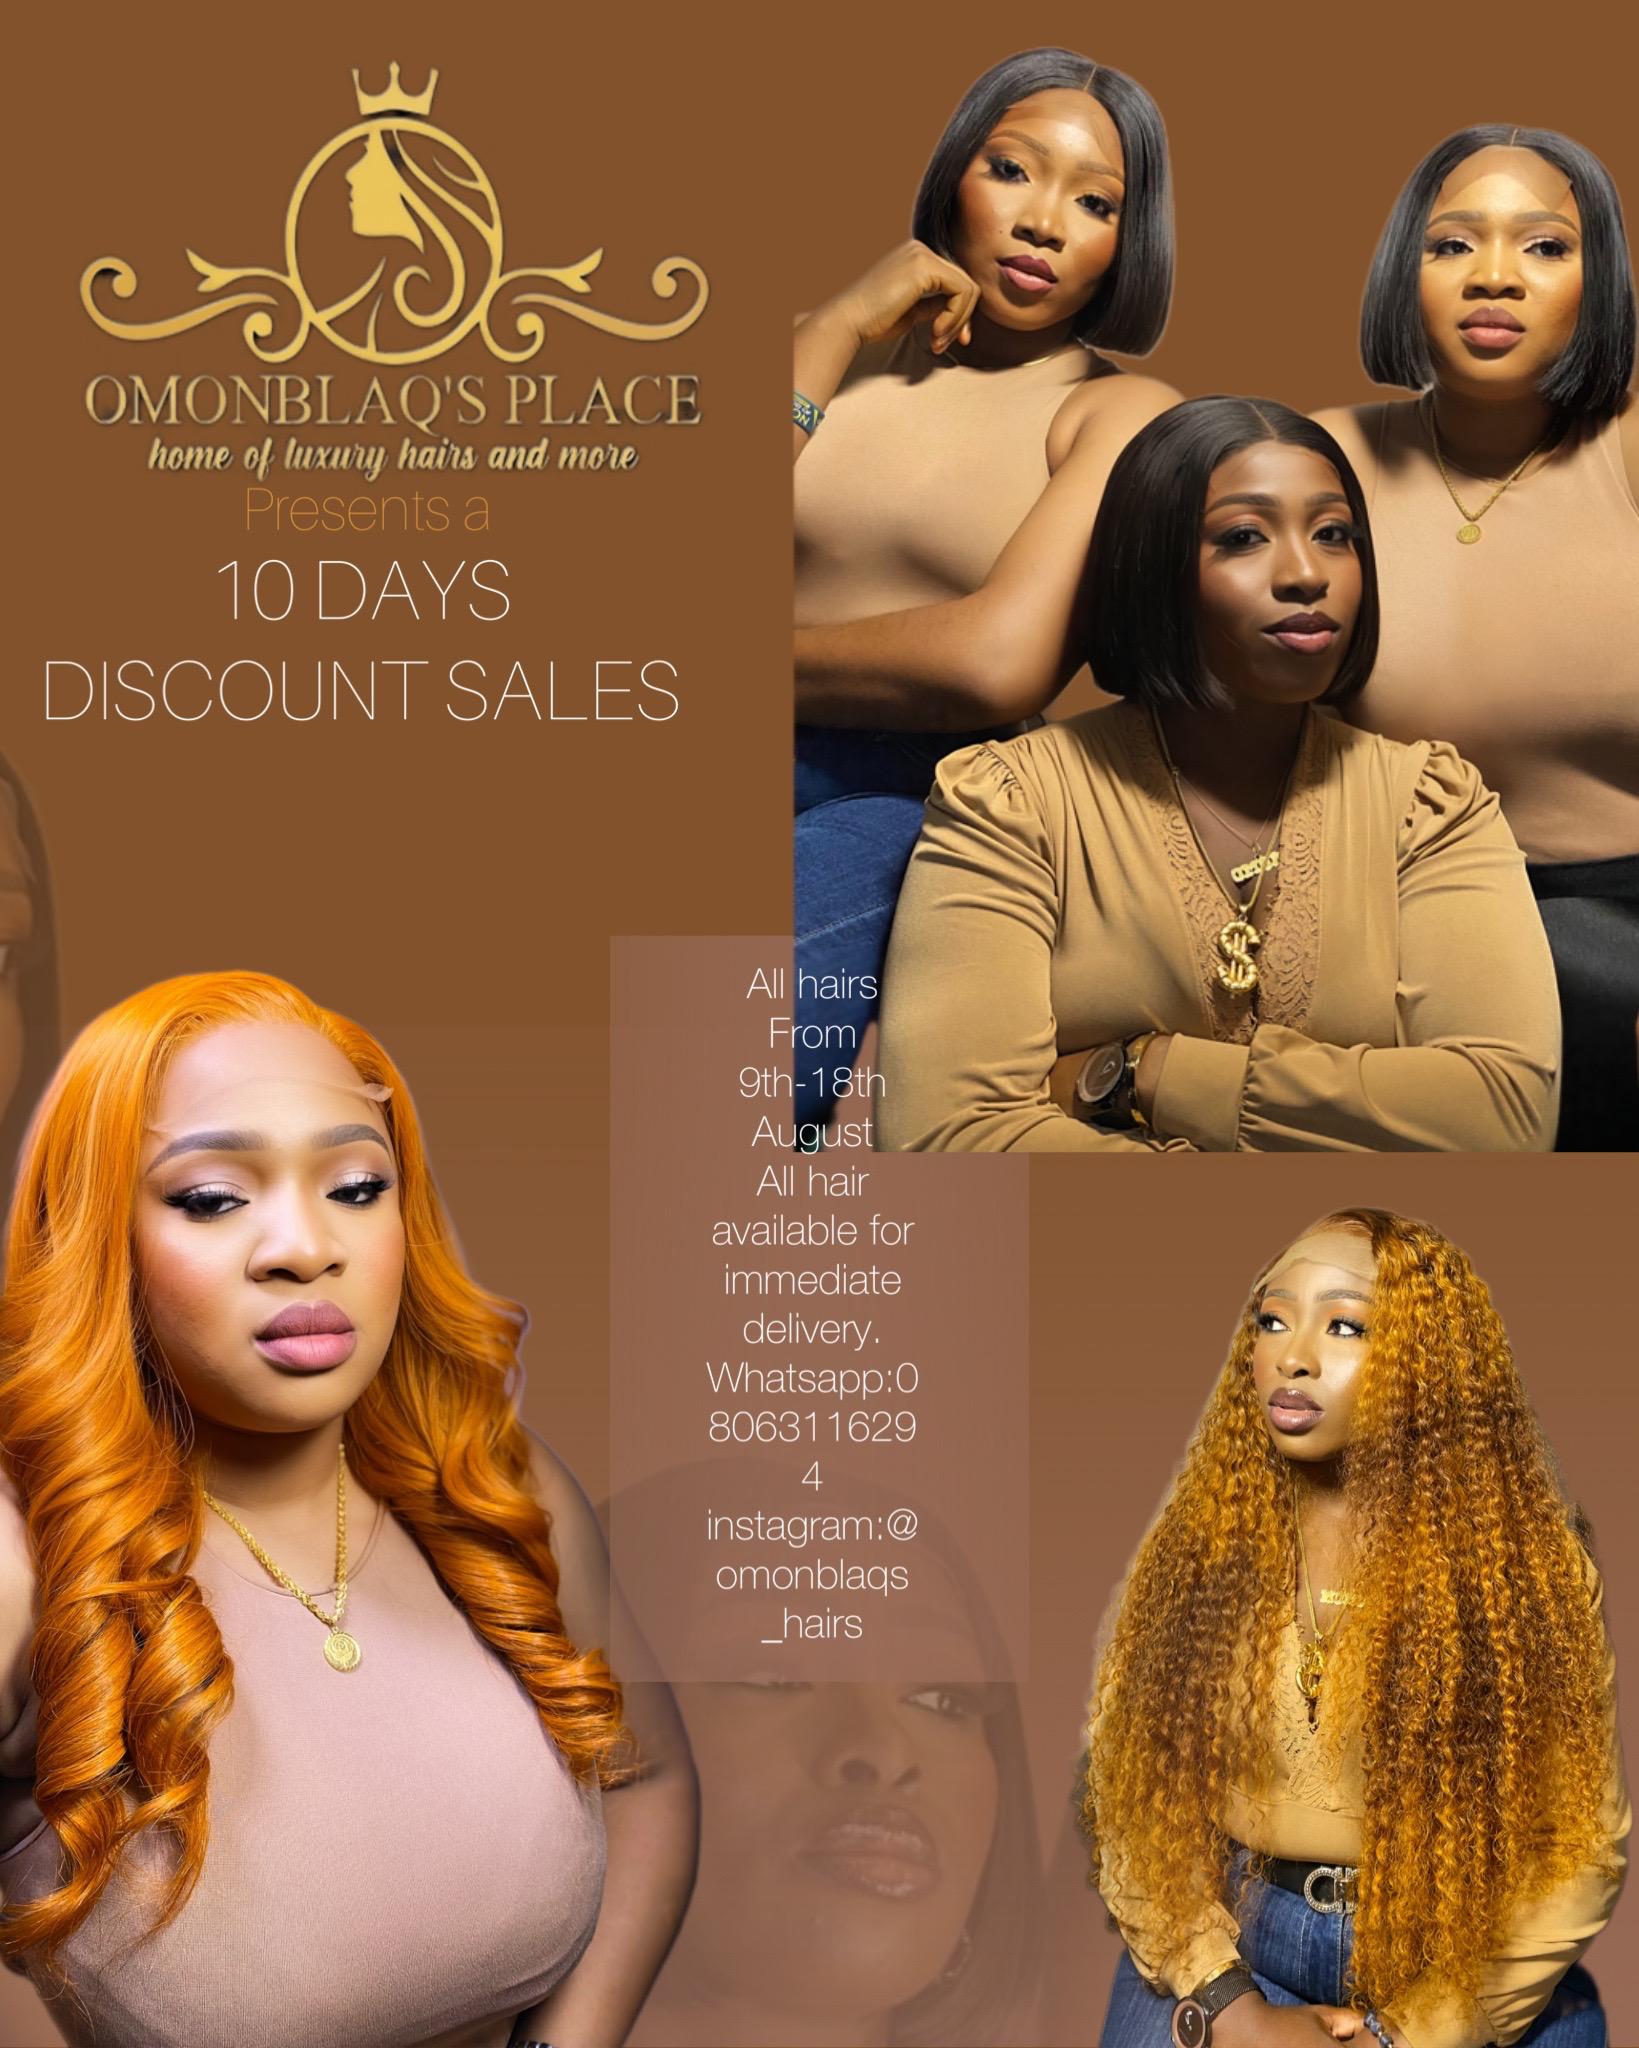 OMONBLAQ'S PLACE
home of luxury hairs and more
Presents a
10 DAYS
DISCOUNT SALES
All hairs
From
9th-18th
August
All hair
available for
immediate
delivery.
Whatsapp:0
806311629
4
instagram:@
omonblaqs
_hairs